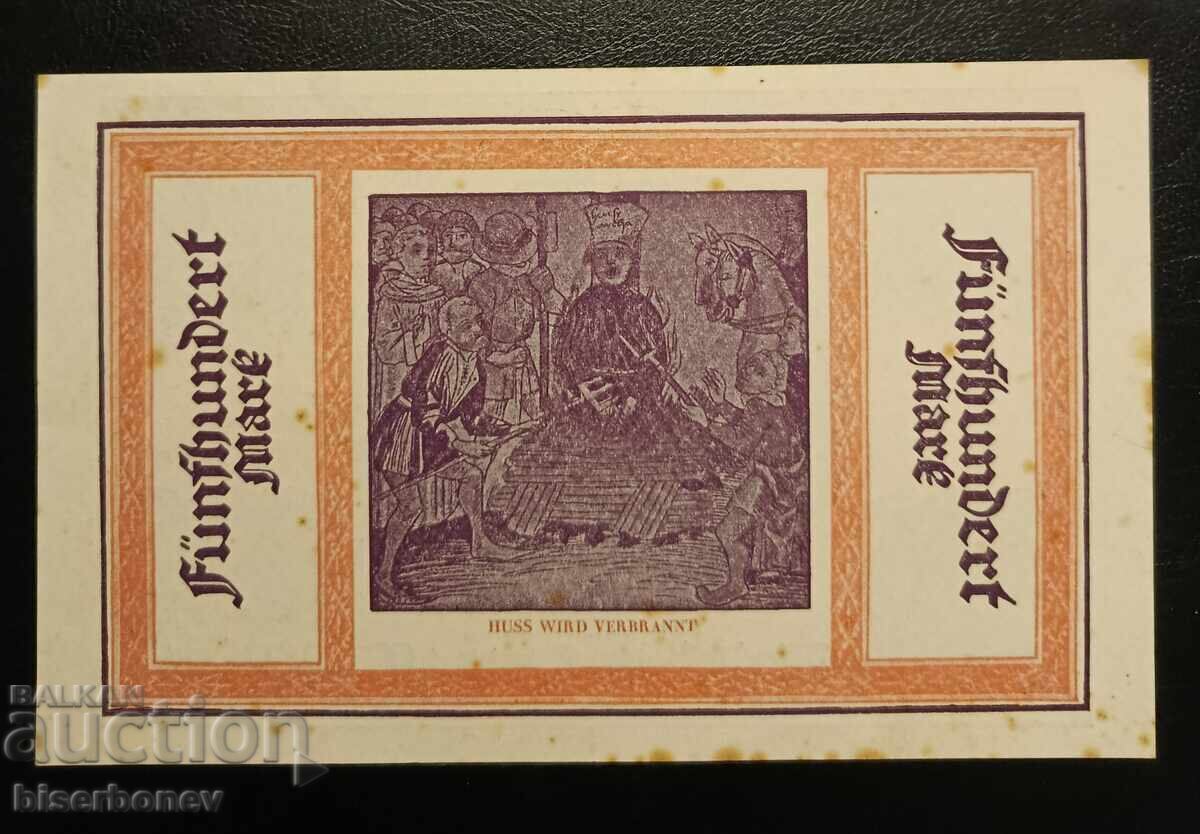 Fünfhundert
Mark
HUSS WIRD VERBRANNT
Fünfhundert
Mark
BALKAN
auction
biserbonev